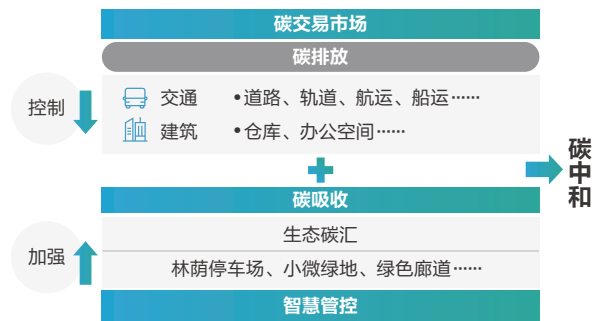 碳交易市场
碳排放
控制
交通 •道路、轨道、航运、船运······
建筑 •仓库、办公空间······
碳中和
碳吸收
加强
生态碳汇
林荫停车场、小微绿地、绿色廊道······
智慧管控